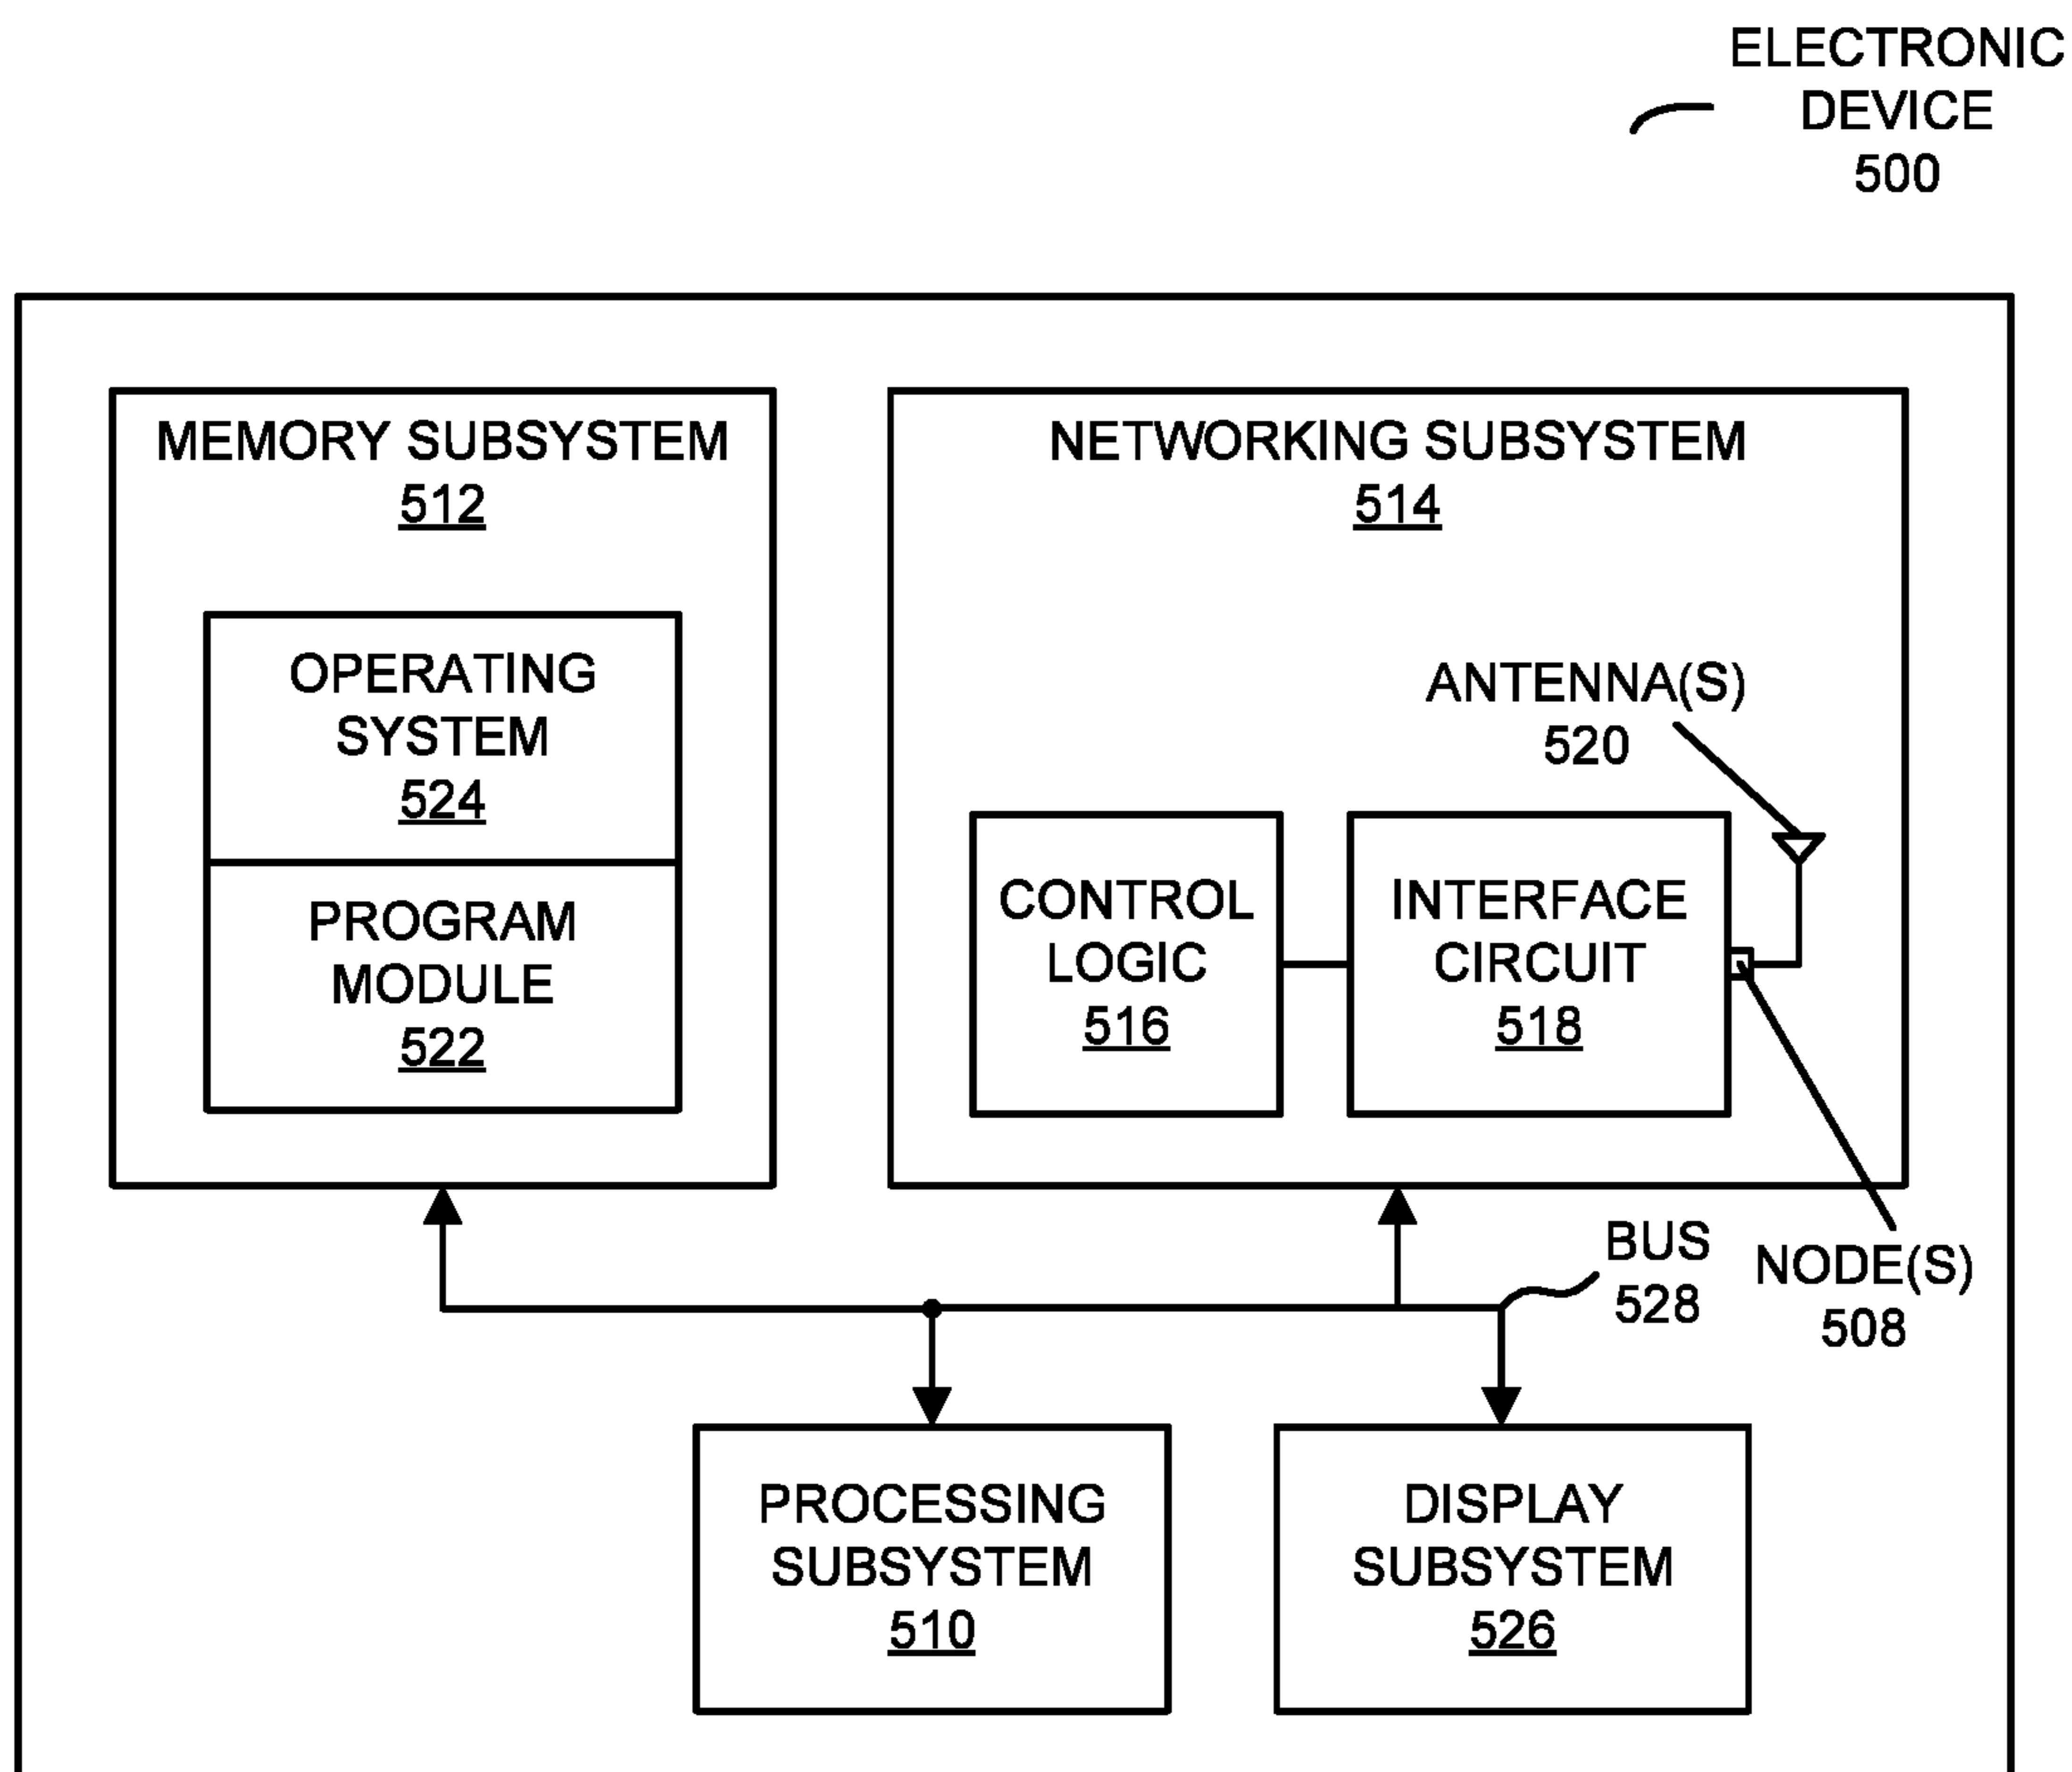 ELECTRONIC
DEVICE
500
MEMORY SUBSYSTEM
512
OPERATING
SYSTEM
524
PROGRAM
MODULE
522
NETWORKING SUBSYSTEM
514
ANTENNA(S)
520
CONTROL
LOGIC
516
INTERFACE
CIRCUIT
518
BUS
528
NODE(S)
508
PROCESSING
SUBSYSTEM
510
DISPLAY
SUBSYSTEM
526